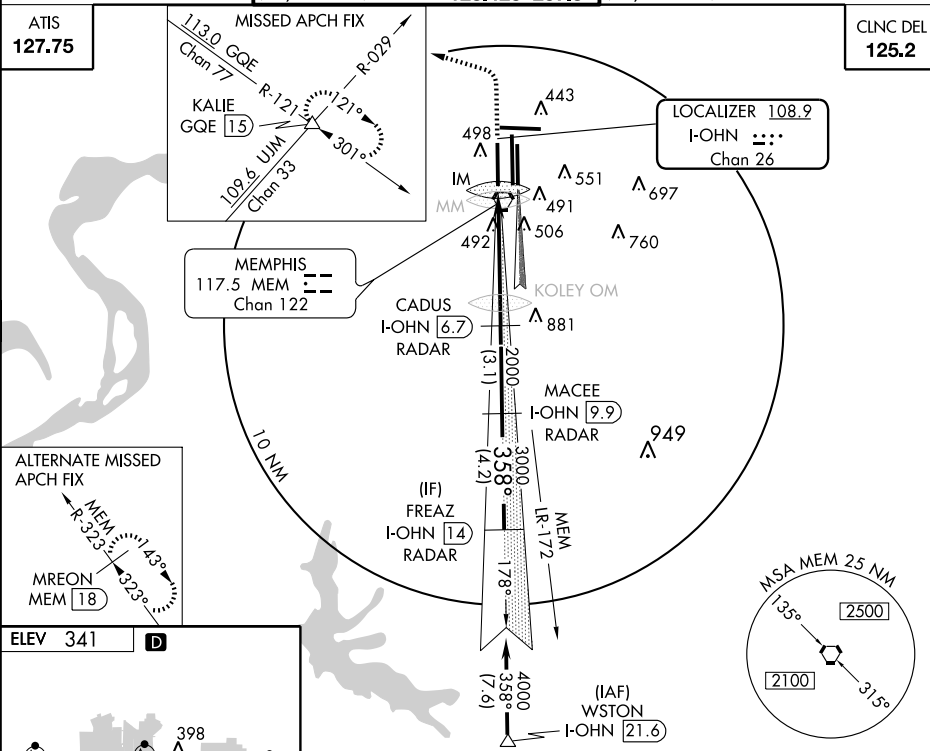 ATIS
127.75
CLNC DEL
125.2
MISSED APCH FIX
113.0 GQE
Chan 77
R-121
R-029
KALIE
GQE 15
121°
301°
109.6 UJM
Chan 33
443
498
LOCALIZER 108.9
I-OHN
Chan 26
IM
MM
551
697
491
492
506
760
MEMPHIS
117.5 MEM
Chan 122
KOLEY OM
CADUS
I-OHN 6.7
RADAR
881
2000
(3.1)
MACEE
I-OHN 9.9
RADAR
949
10 NM
3000
358°
(4.2)
MEM
LR-172
(IF)
FREAZ
I-OHN 14
RADAR
178°
ALTERNATE MISSED
APCH FIX
MEM
R-323
143°
323°
MREON
MEM 18
MSA MEM 25 NM
135°
2500
2100
315°
4000
358°
(7.6)
(IAF)
WSTON
I-OHN 21.6
ELEV 341
D
398